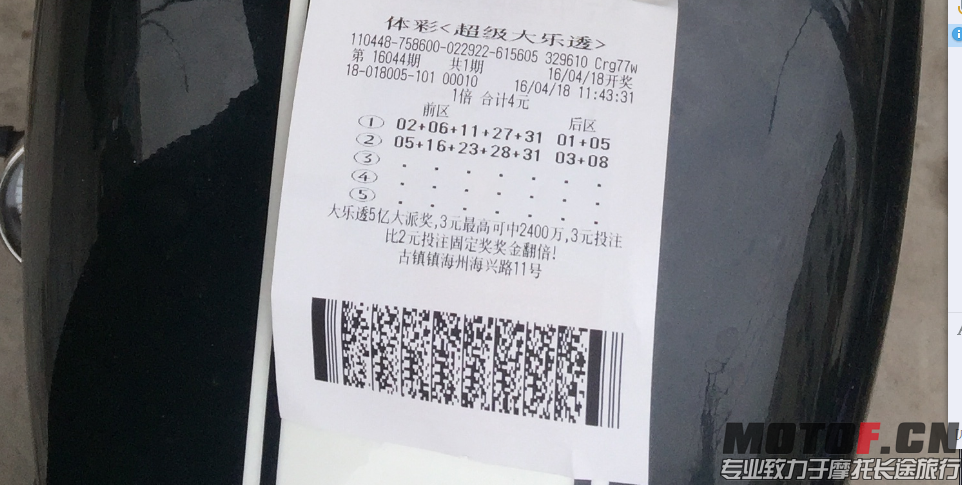 体彩<超级大乐透>
110448-758600-022922-615605 329610 Crg77w
第 16044期 共1期 16/04/18开奖
18-018005-101 00010 16/04/18 11:43:31
1倍 合计4元
前区 后区
① 02+06+11+27+31 01+05
② 05+16+23+28+31 03+08
③ . . . . . . .
④ . . . . . . .
⑤ . . . . . . .
大乐透5亿大派奖,3元最高可中2400万,3元投注
比2元投注固定奖奖金翻倍!
古镇镇海州海兴路11号
MOTOF.CN
专业致力于摩托长途旅行